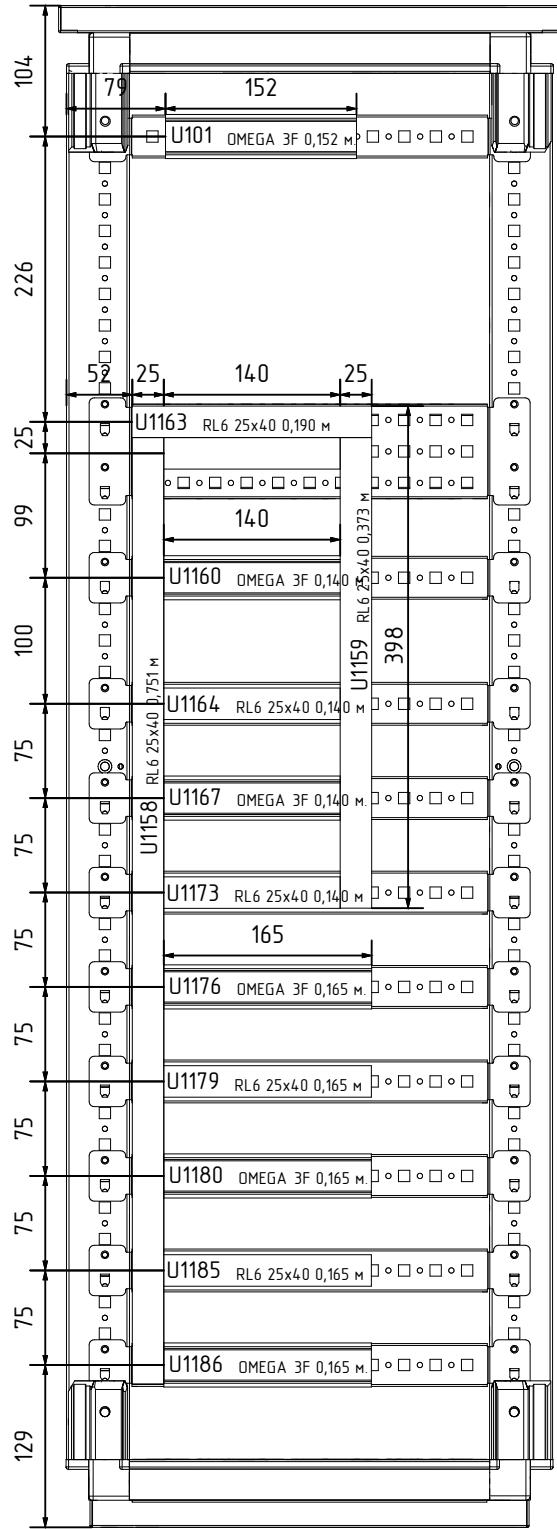 104
79
152
U101 OMEGA 3F 0,152 м.
226
52
25
140
25
U1163 RL6 25x40 0,190 м
25
99
140
U1160 OMEGA 3F 0,140 м.
RL6 25x40 0,373 м
U1159
398
100
U1164 RL6 25x40 0,140 м
RL6 25x40 0,751 м
U1158
75
U1167 OMEGA 3F 0,140 м.
75
U1173 RL6 25x40 0,140 м
75
165
U1176 OMEGA 3F 0,165 м.
75
U1179 RL6 25x40 0,165 м
75
U1180 OMEGA 3F 0,165 м.
75
U1185 RL6 25x40 0,165 м
75
U1186 OMEGA 3F 0,165 м.
129